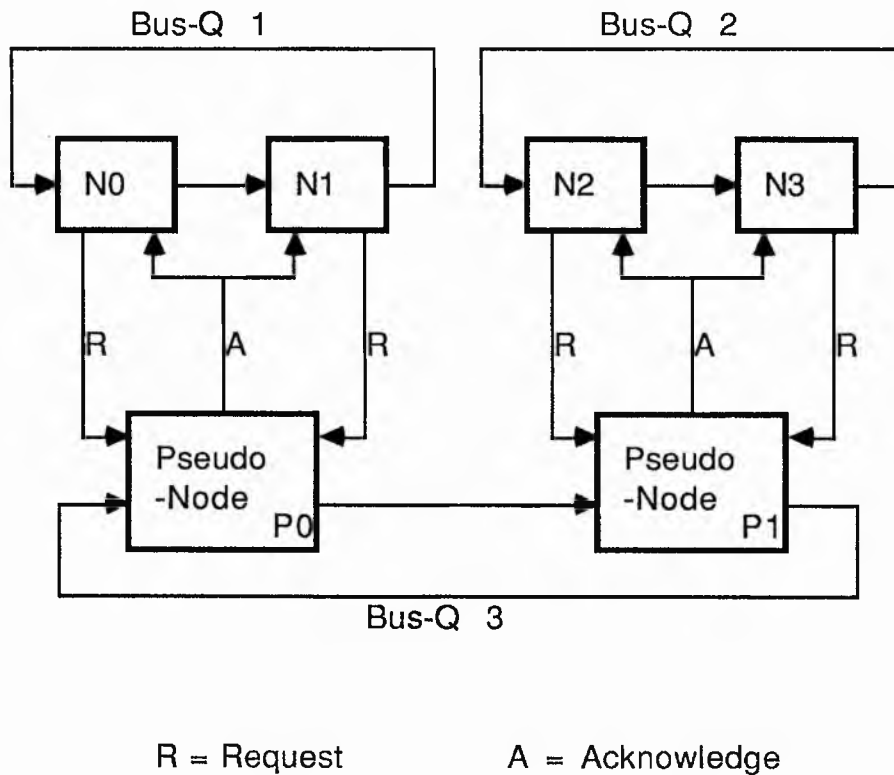 Bus-Q 1
Bus-Q 2
N0
N1
N2
N3
R
A
R
R
A
R
Pseudo
-Node
P0
Pseudo
-Node
P1
Bus-Q 3
R = Request
A = Acknowledge